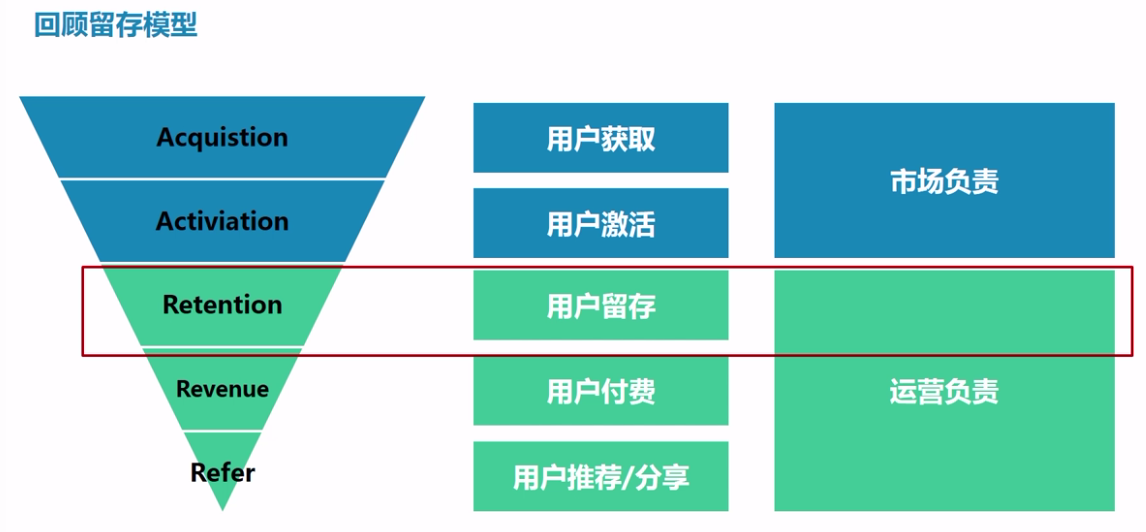 回顾留存模型
Acquistion
用户获取
市场负责
Activiation
用户激活
Retention
用户留存
Revenue
用户付费
运营负责
Refer
用户推荐/分享